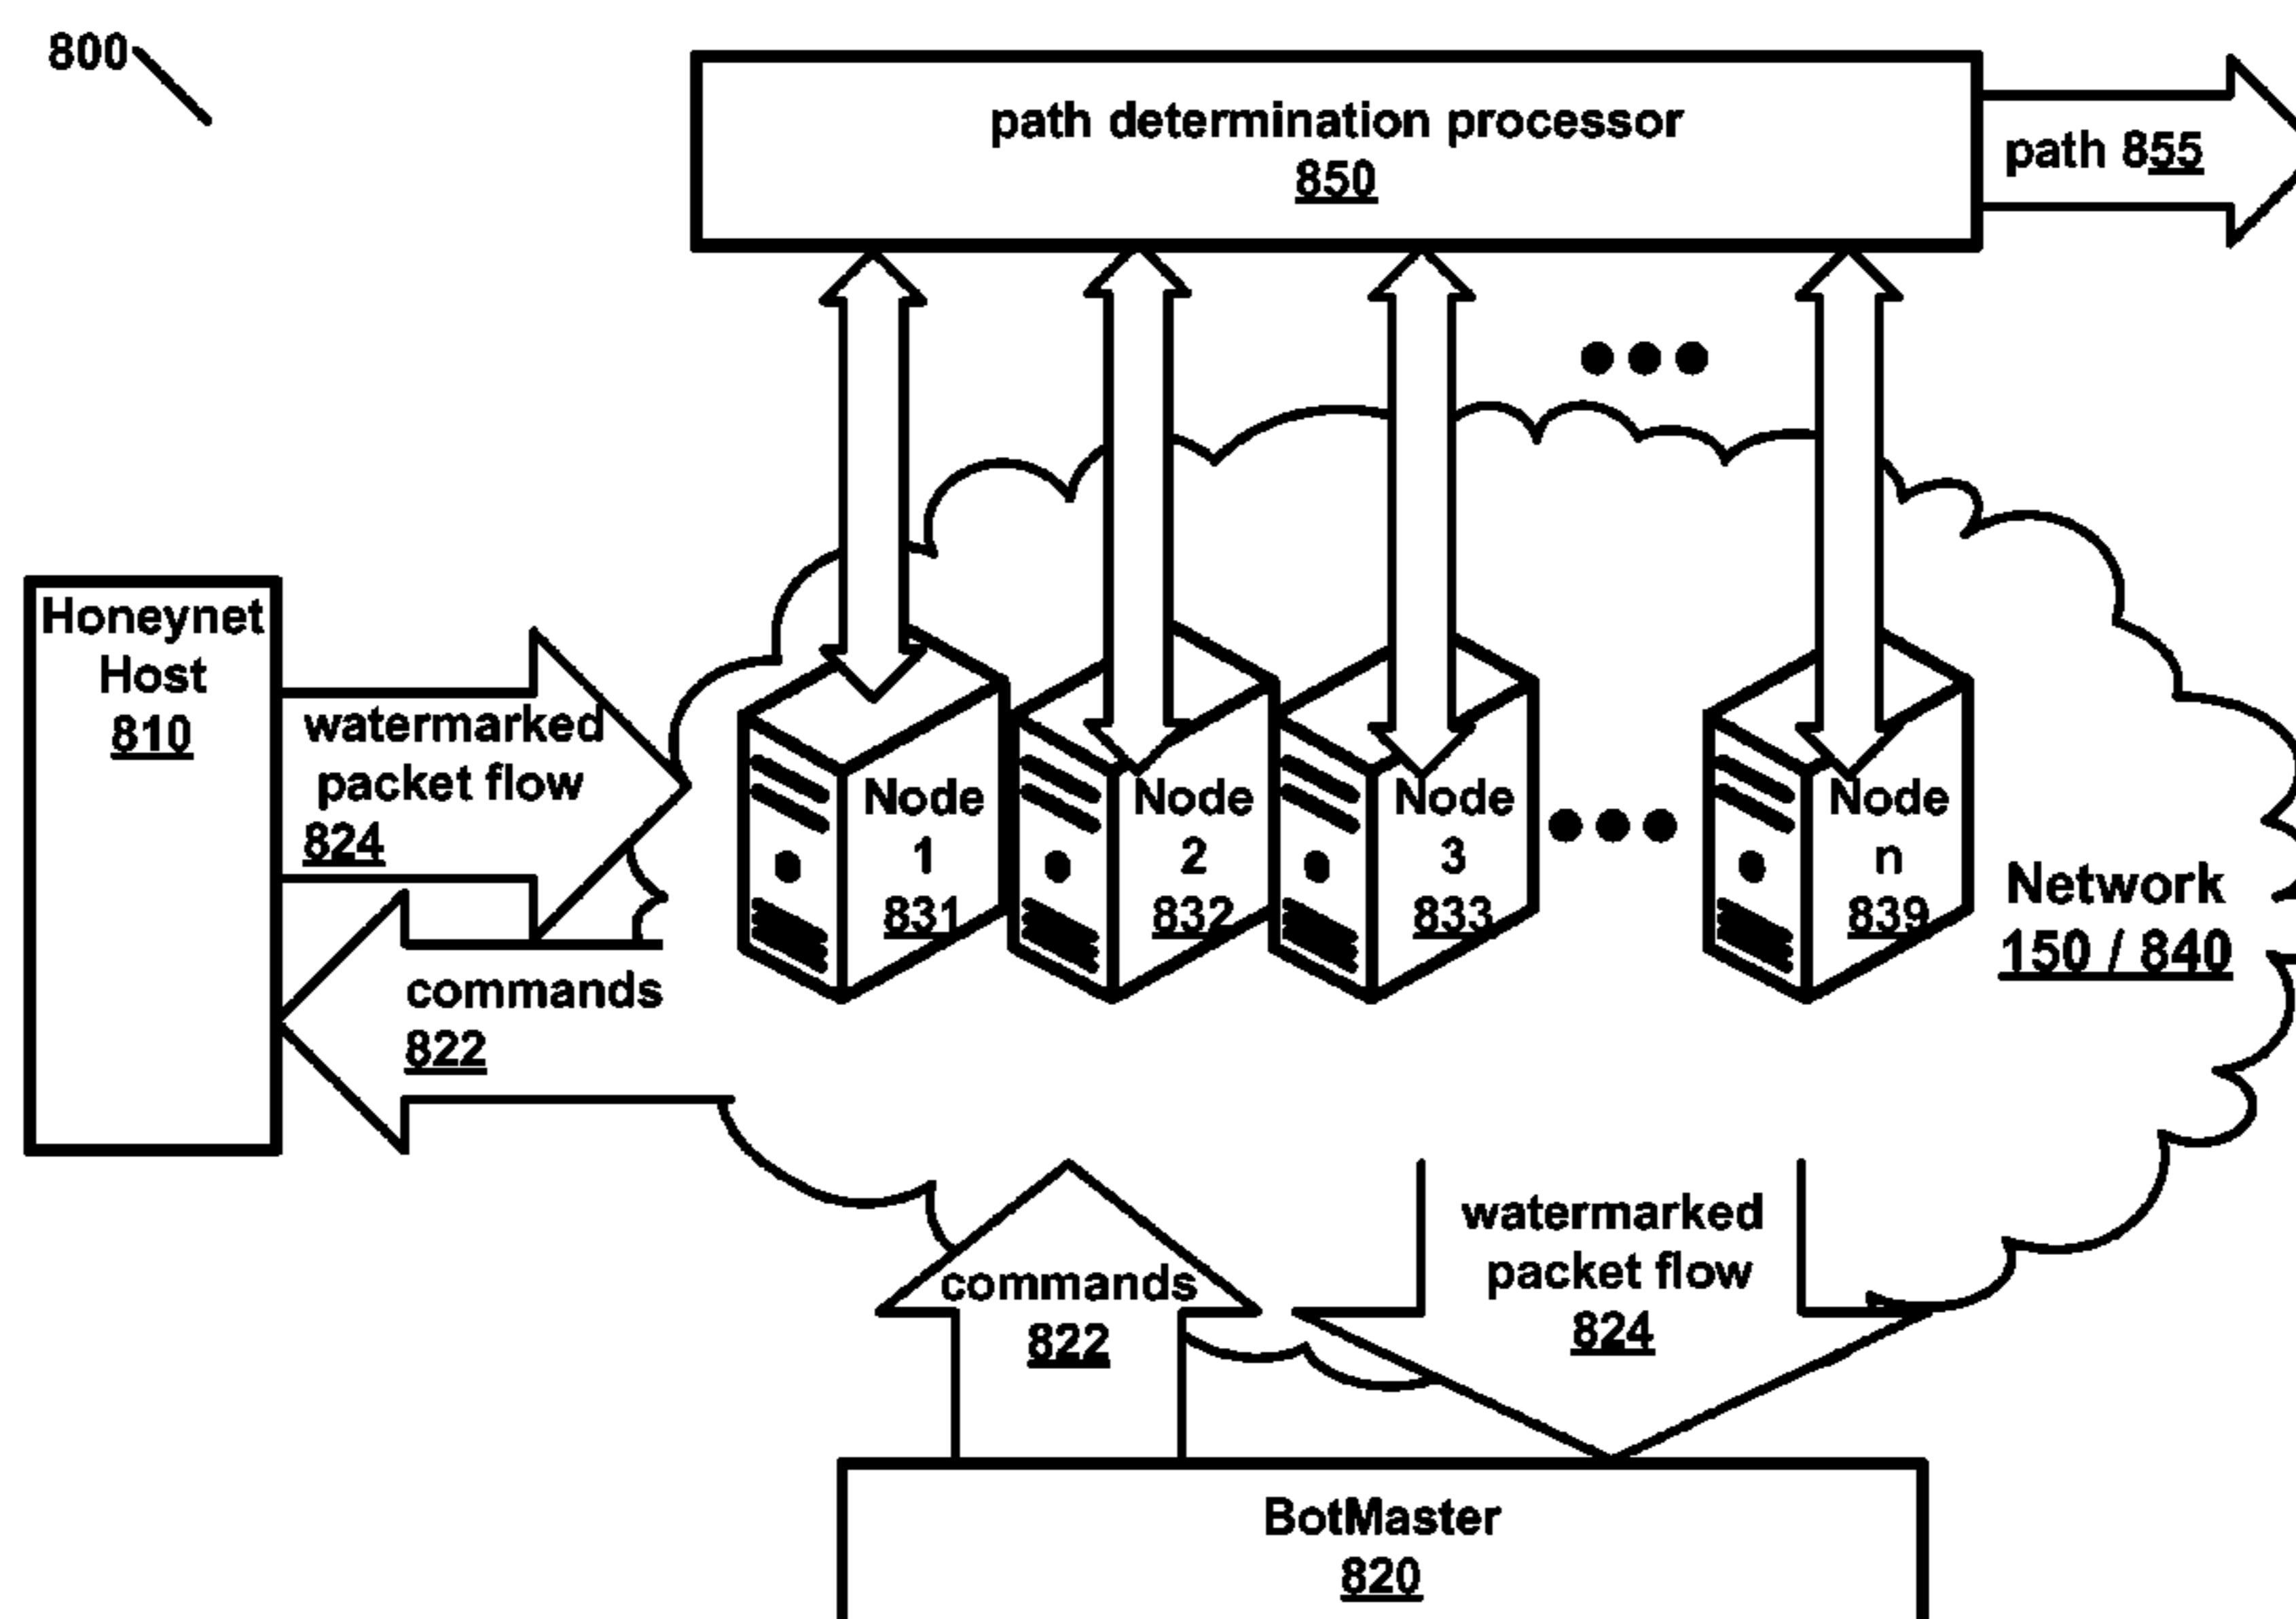 800
path determination processor
850
path 855
Honeynet
Host
810
watermarked
packet flow
824
commands
822
Node
1
831
Node
2
832
Node
3
833
Node
n
839
Network
150 / 840
commands
822
watermarked
packet flow
824
BotMaster
820